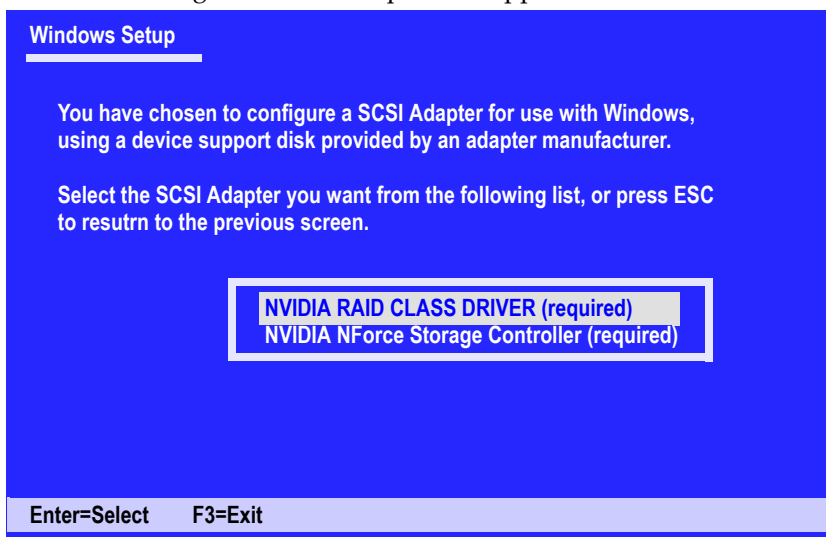 Windows Setup
You have chosen to configure a SCSI Adapter for use with Windows,
using a device support disk provided by an adapter manufacturer.
Select the SCSI Adapter you want from the following list, or press ESC
to resutrn to the previous screen.
NVIDIA RAID CLASS DRIVER (required)
NVIDIA NForce Storage Controller (required)
Enter=Select F3=Exit